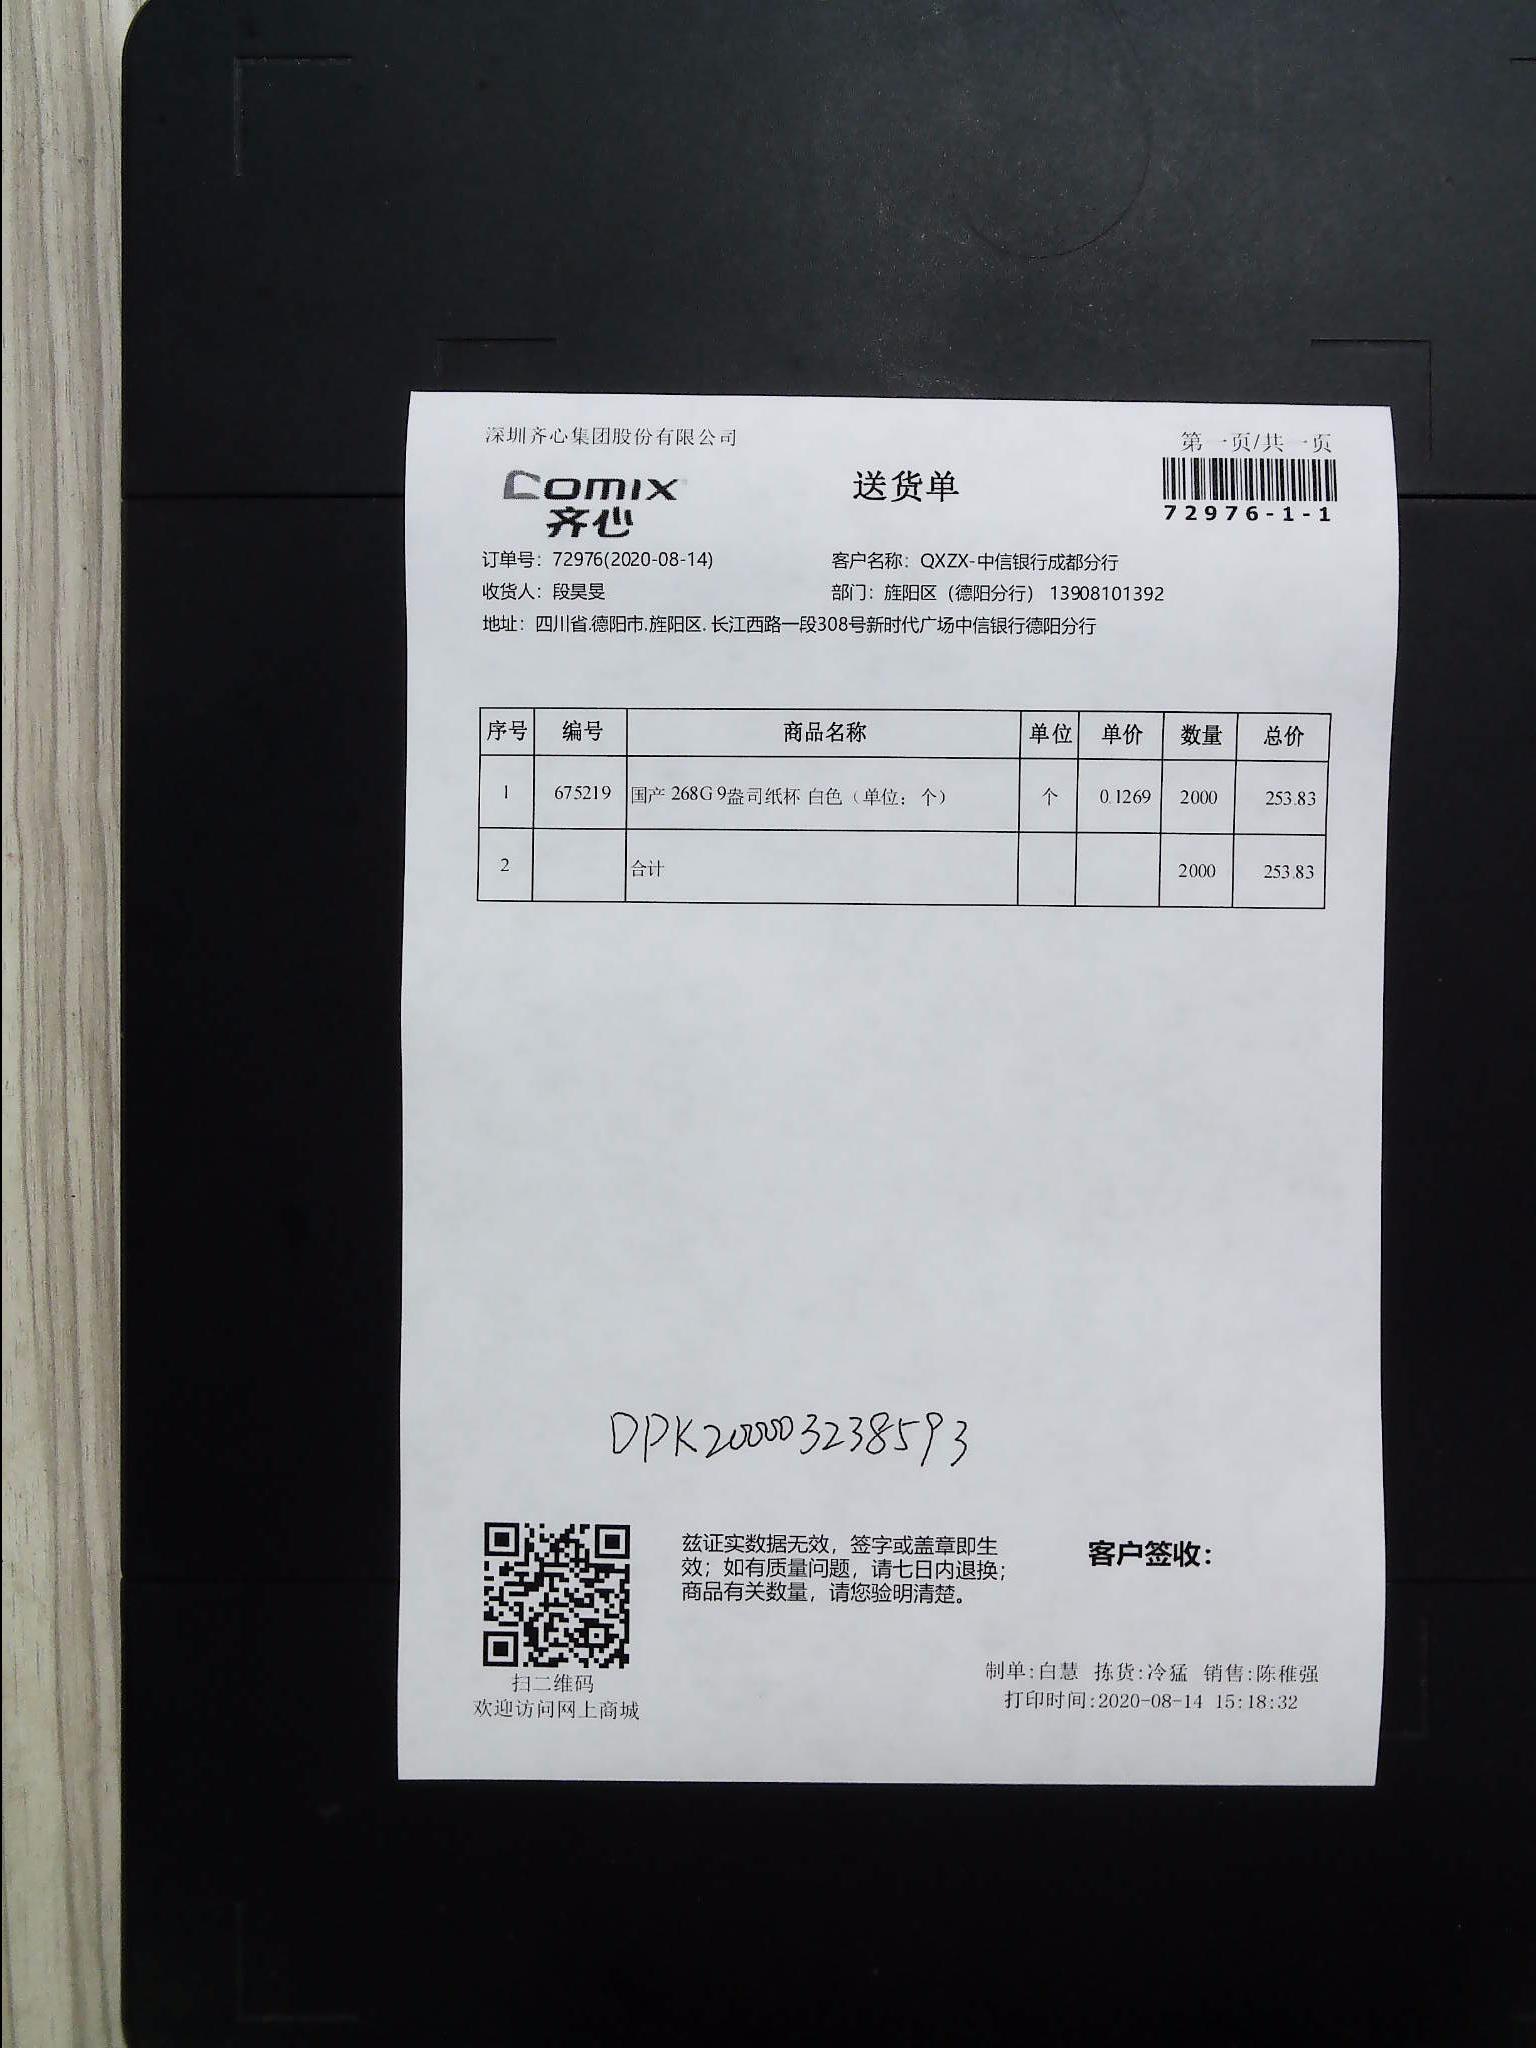 深圳齐心集团股份有限公司
第一页/共一页
COMIX
齐心
送货单
72976-1-1
订单号：72976(2020-08-14)
客户名称：QXZX-中信银行成都分行
收货人：段昊旻
部门：旌阳区（德阳分行） 13908101392
地址：四川省.德阳市.旌阳区. 长江西路一段308号新时代广场中信银行德阳分行
序号 编号 商品名称 单位 单价 数量 总价
1 675219 国产 268G 9盎司纸杯 白色（单位：个） 个 0.1269 2000 253.83
2 合计 2000 253.83
DPK200003238593
兹证实数据无效，签字或盖章即生
效；如有质量问题，请七日内退换；
商品有关数量，请您验明清楚。
客户签收：
扫二维码
欢迎访问网上商城
制单:白慧 拣货:冷猛 销售:陈稚强
打印时间:2020-08-14 15:18:32